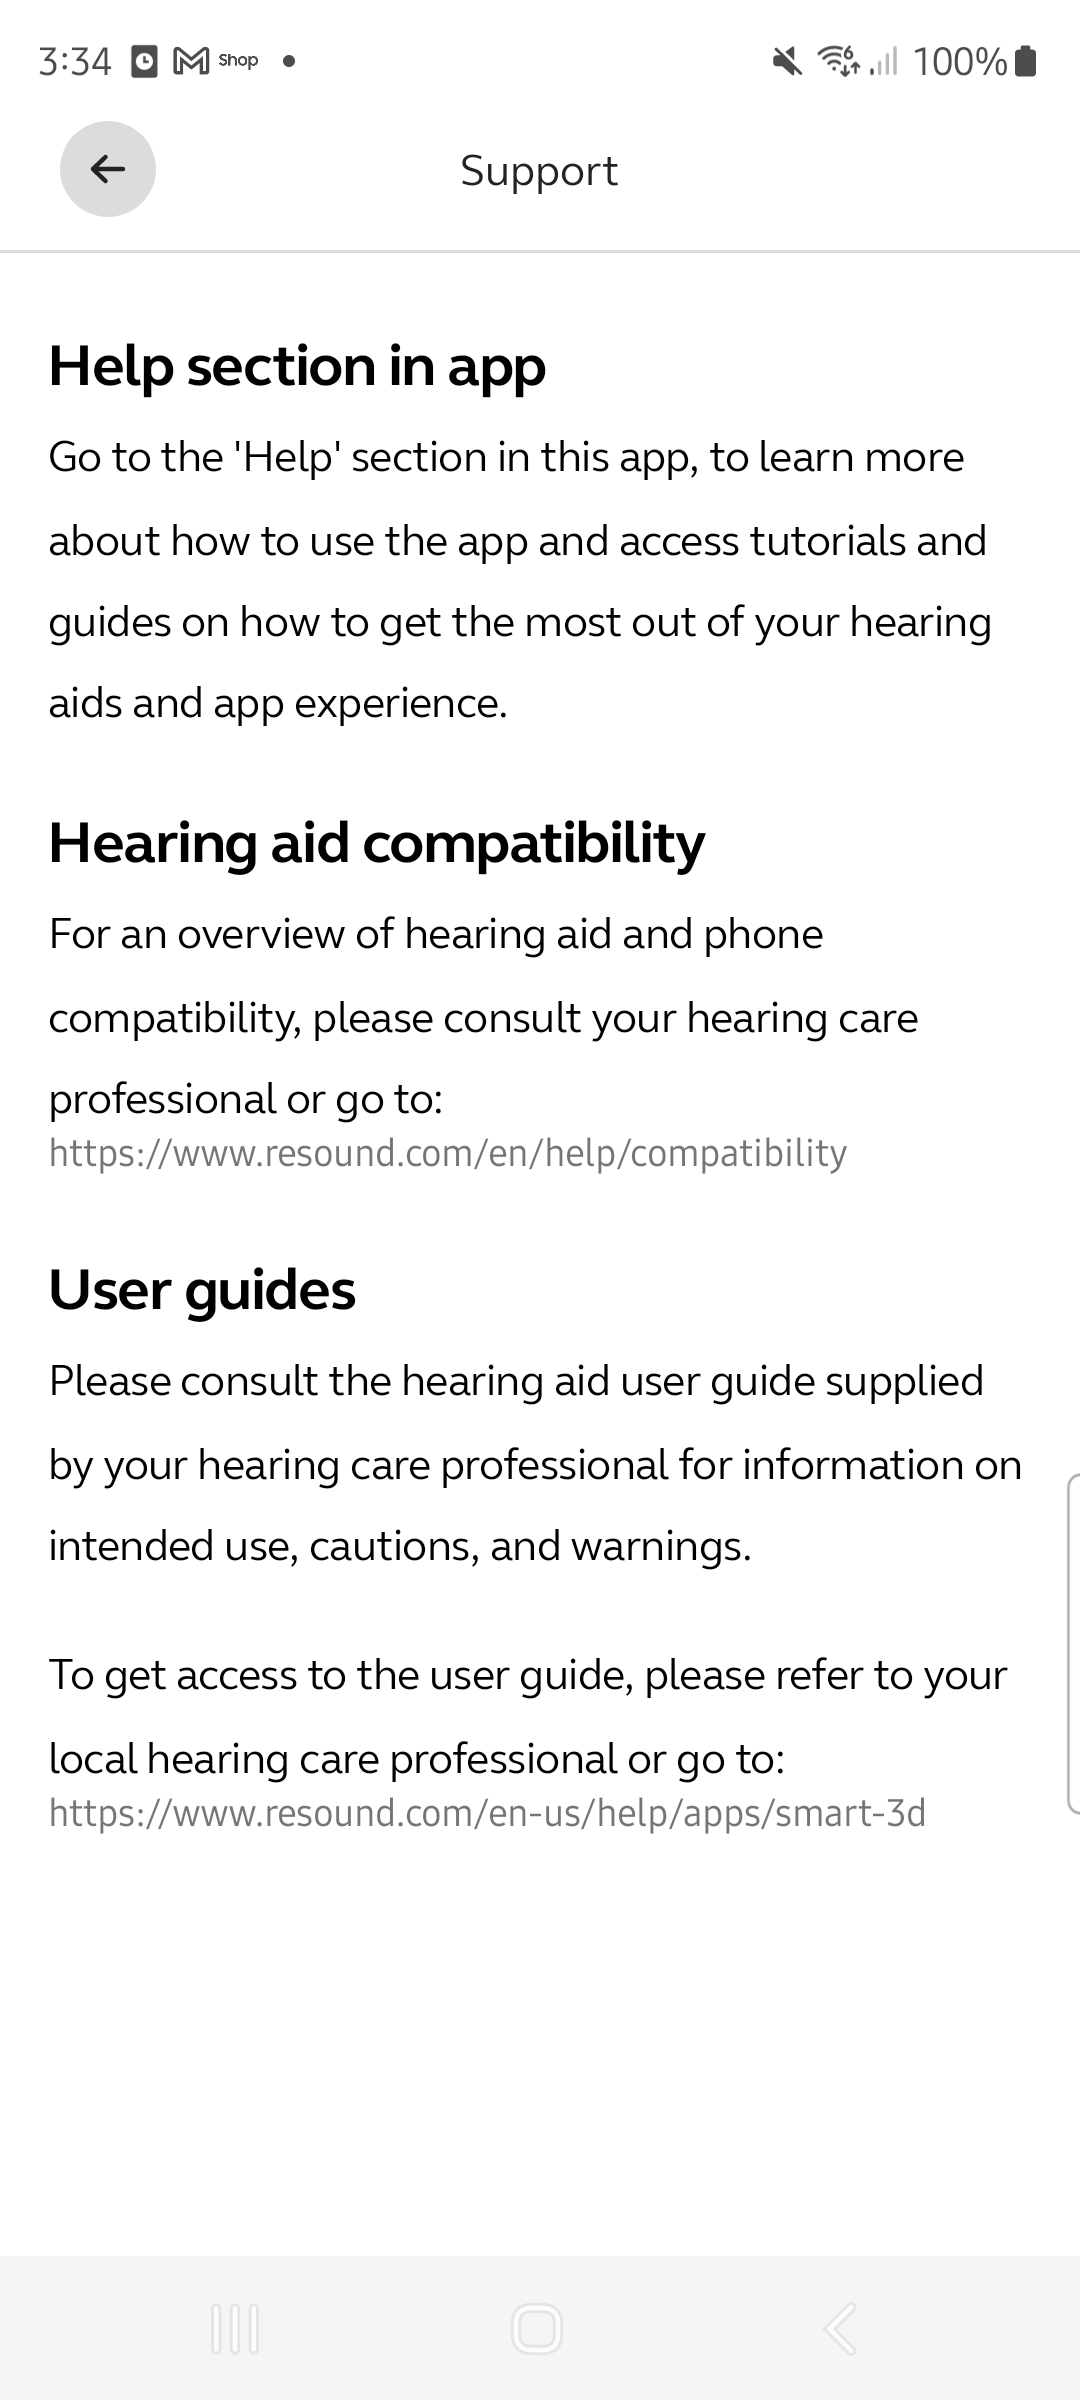 3:34 Shop 100%
Support
Help section in app
Go to the 'Help' section in this app, to learn more
about how to use the app and access tutorials and
guides on how to get the most out of your hearing
aids and app experience.
Hearing aid compatibility
For an overview of hearing aid and phone
compatibility, please consult your hearing care
professional or go to:
https://www.resound.com/en/help/compatibility
User guides
Please consult the hearing aid user guide supplied
by your hearing care professional for information on
intended use, cautions, and warnings.
To get access to the user guide, please refer to your
local hearing care professional or go to:
https://www.resound.com/en-us/help/apps/smart-3d